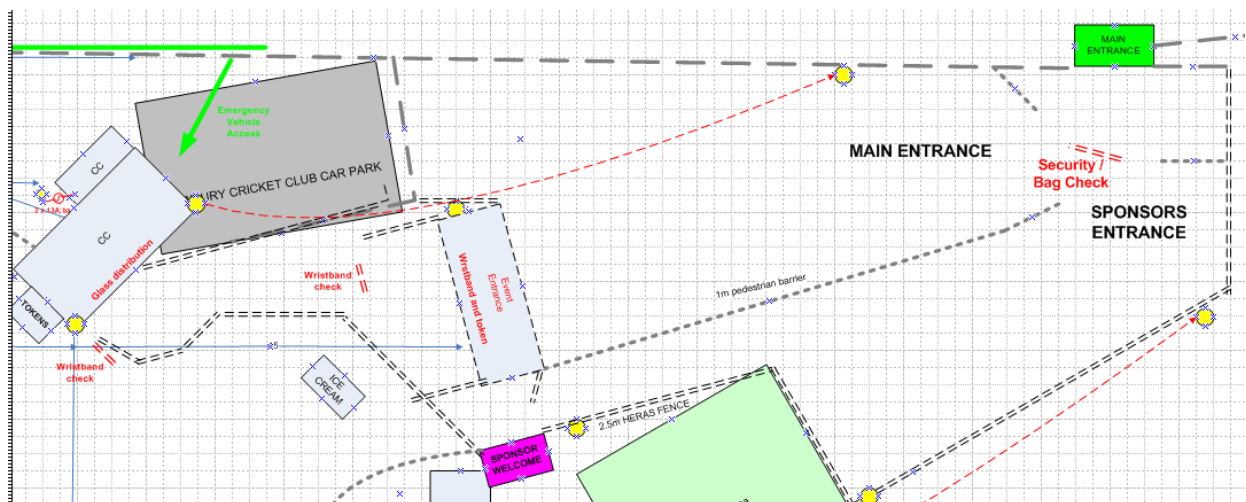 MAIN
ENTRANCE
Emergency
Vehicle
Access
MAIN ENTRANCE
Security /
Bag Check
CC
URY CRICKET CLUB CAR PARK
SPONSORS
ENTRANCE
CC
Glass distribution
Wristband
check
Event
Entrance
Wristband and token
1m pedestrian barrier
TOKENS
Wristband
check
ICE
CREAM
2.5m HERAS FENCE
SPONSOR
WELCOME